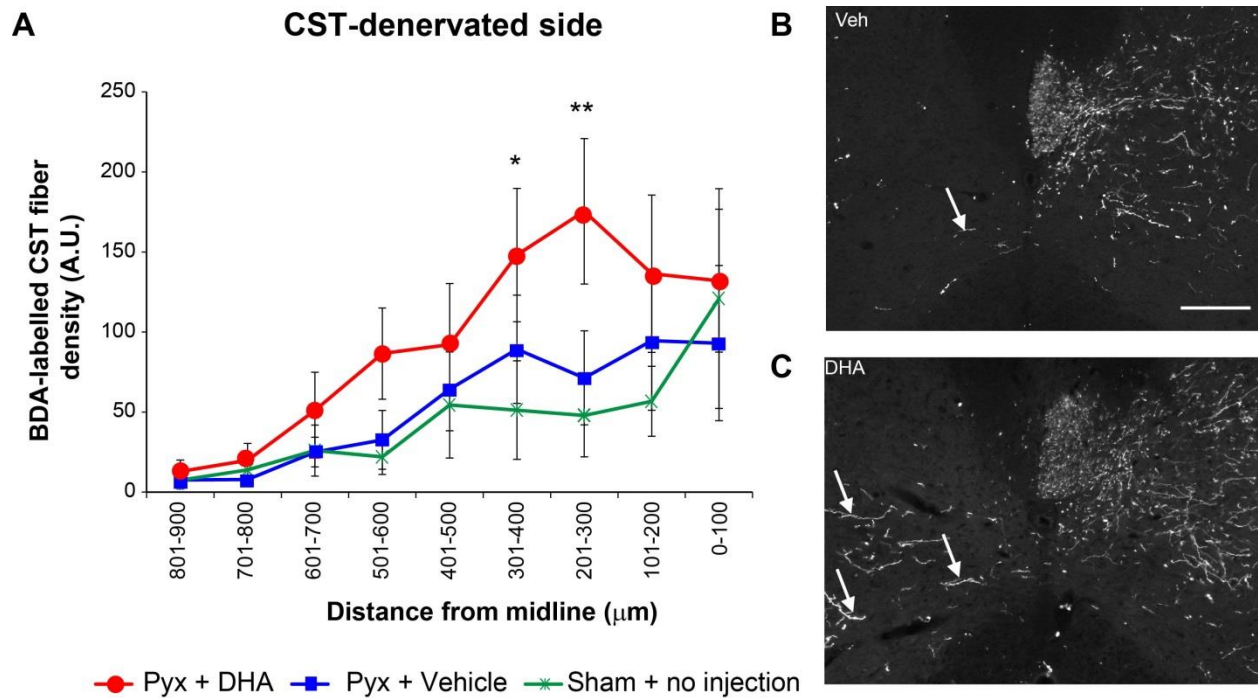 A
CST-denervated side
BDA-labelled CST fiber
density (A.U.)
250
200
150
100
50
0
*
**
801-900
701-800
601-700
501-600
401-500
301-400
201-300
101-200
0-100
Distance from midline (μm)
Pyx + DHA
Pyx + Vehicle
Sham + no injection
B
Veh
C
DHA